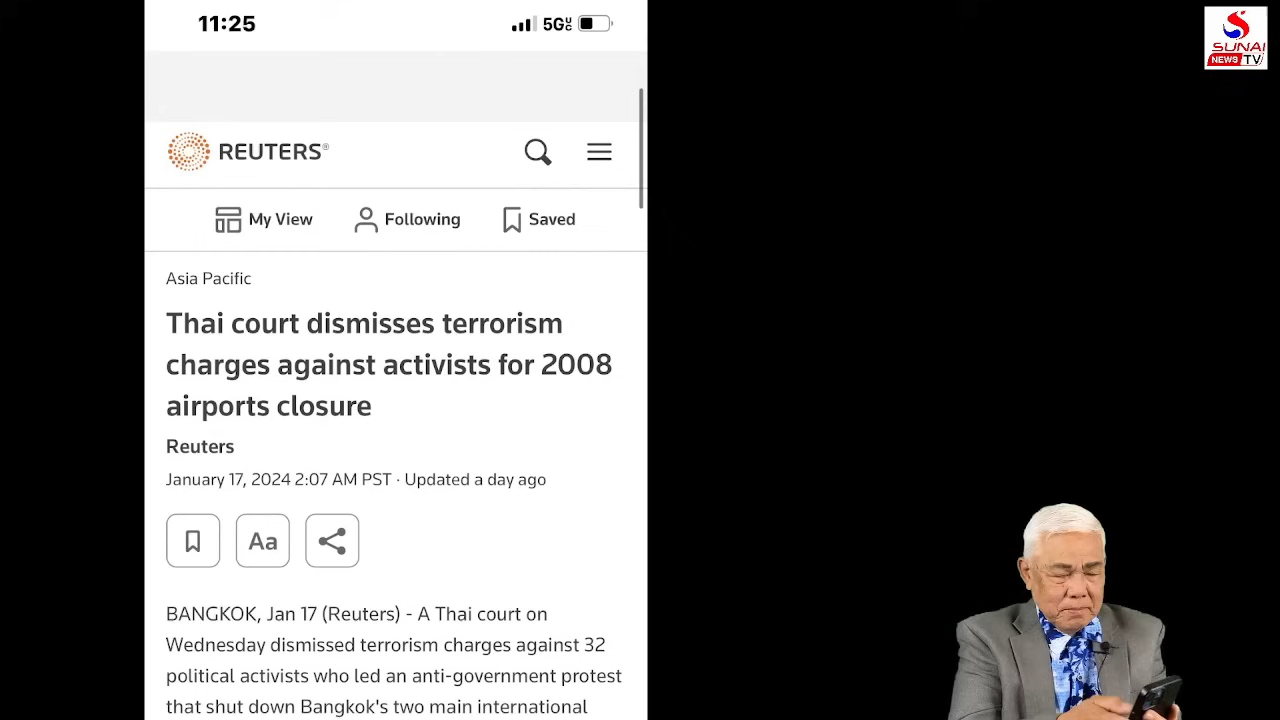 11:25
5GUC
SUNAI
NEWS TV
REUTERS®
My View
Following
Saved
Asia Pacific
Thai court dismisses terrorism
charges against activists for 2008
airports closure
Reuters
January 17, 2024 2:07 AM PST · Updated a day ago
Aa
BANGKOK, Jan 17 (Reuters) - A Thai court on
Wednesday dismissed terrorism charges against 32
political activists who led an anti-government protest
that shut down Bangkok's two main international